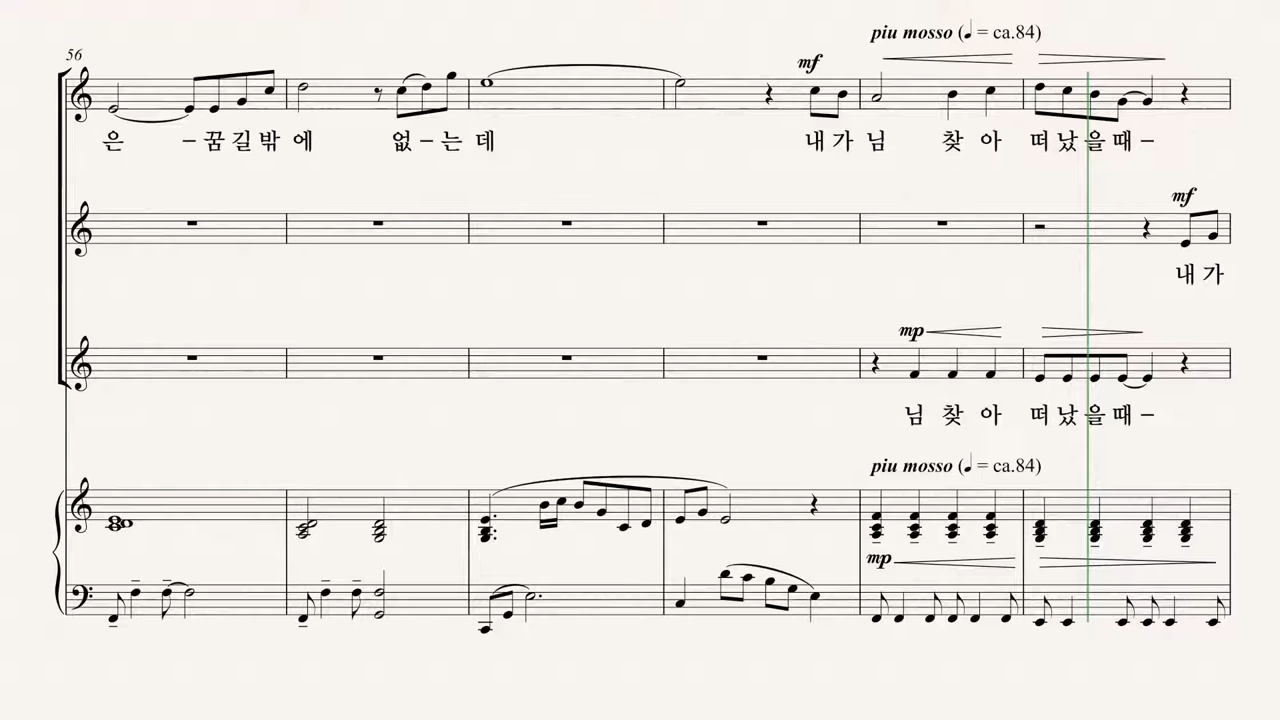 piu mosso (♩ = ca.84)
56
mf
은 – 꿈 길 밖 에 없 – 는 데 내 가 님 찾 아 떠 났 을 때 –
mf
내 가
mp
님 찾 아 떠 났 을 때 –
piu mosso (♩ = ca.84)
mp